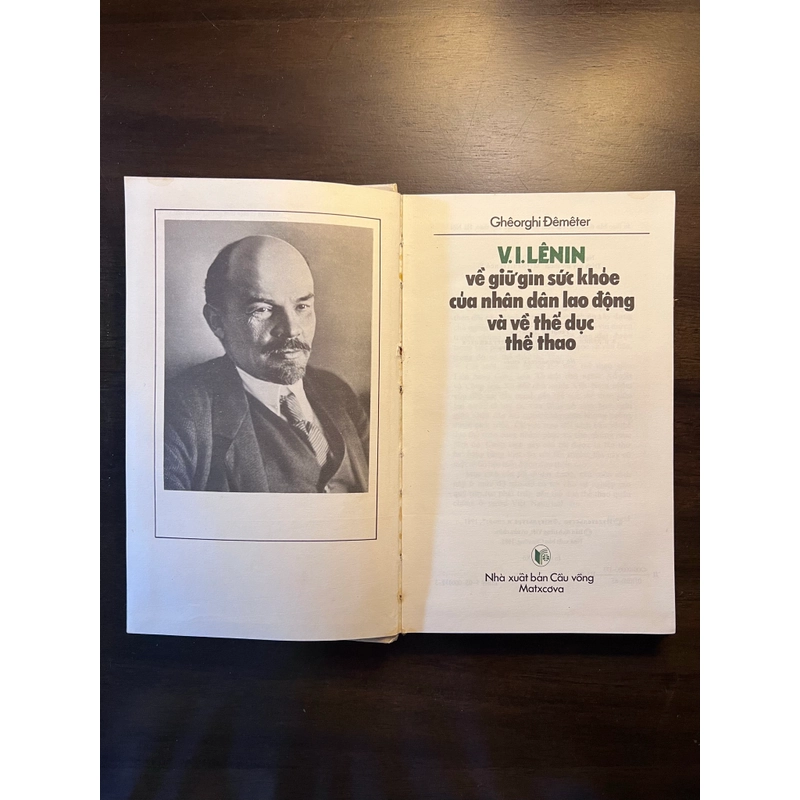 Ghêorghi Đêmêter
V.I.LÊNIN
về giữ gìn sức khỏe
của nhân dân lao động
và về thể dục
thể thao
Nhà xuất bản Cầu vồng
Matxcơva